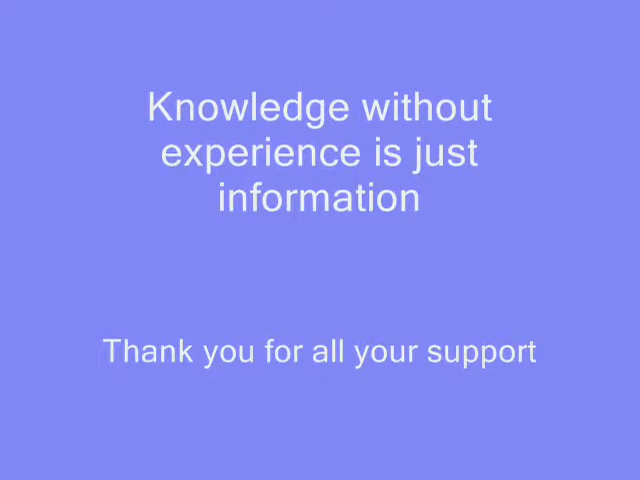 Knowledge without
experience is just
information
Thank you for all your support